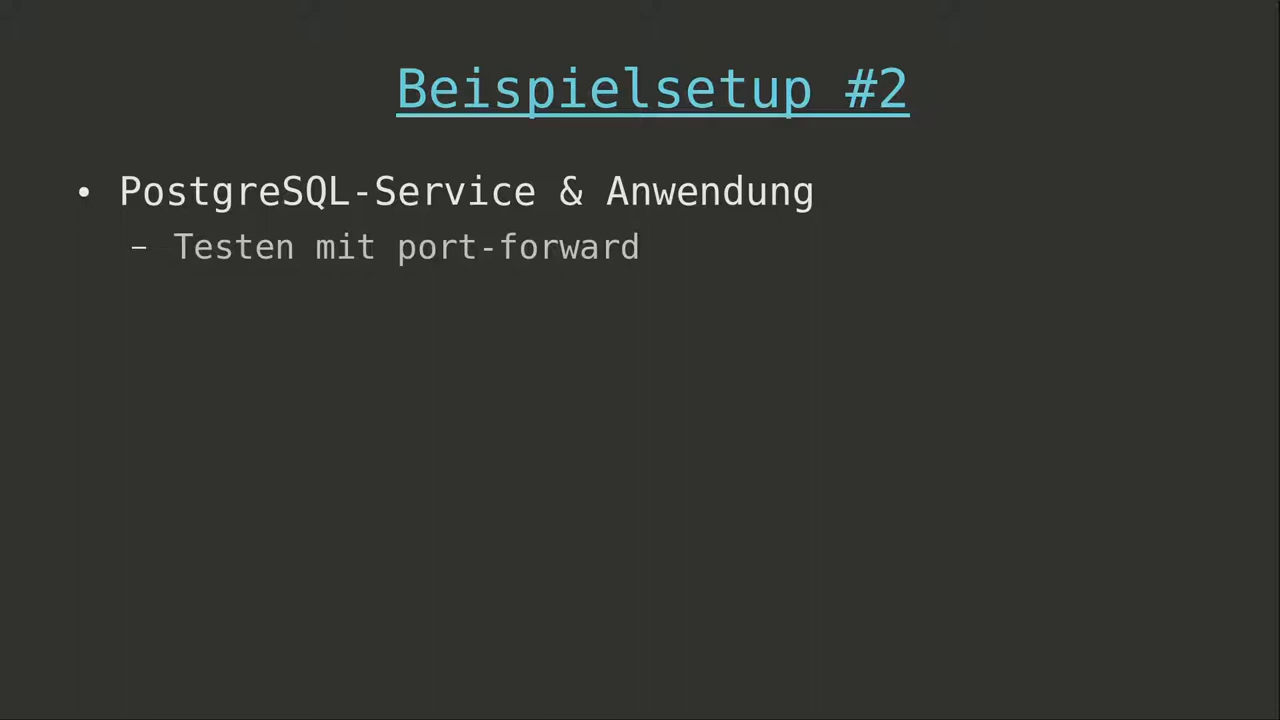 Beispielsetup #2
• PostgreSQL-Service & Anwendung
– Testen mit port-forward